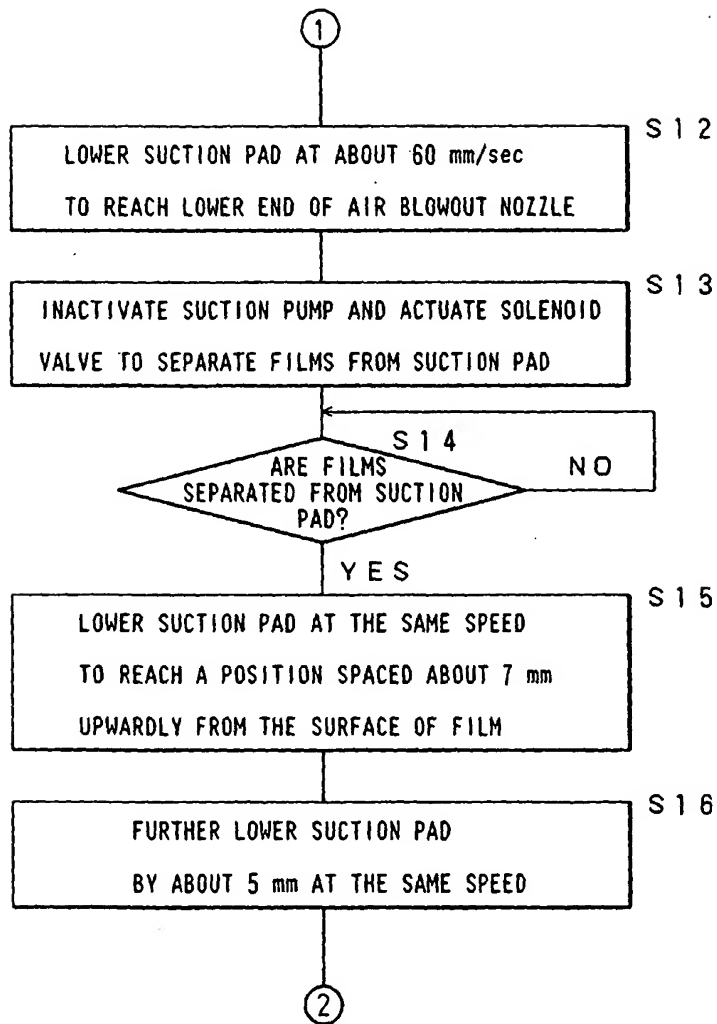 1
S12
LOWER SUCTION PAD AT ABOUT 60 mm/sec
TO REACH LOWER END OF AIR BLOWOUT NOZZLE
S13
INACTIVATE SUCTION PUMP AND ACTUATE SOLENOID
VALVE TO SEPARATE FILMS FROM SUCTION PAD
S14
ARE FILMS
SEPARATED FROM SUCTION
PAD?
NO
YES
S15
LOWER SUCTION PAD AT THE SAME SPEED
TO REACH A POSITION SPACED ABOUT 7 mm
UPWARDLY FROM THE SURFACE OF FILM
S16
FURTHER LOWER SUCTION PAD
BY ABOUT 5 mm AT THE SAME SPEED
2